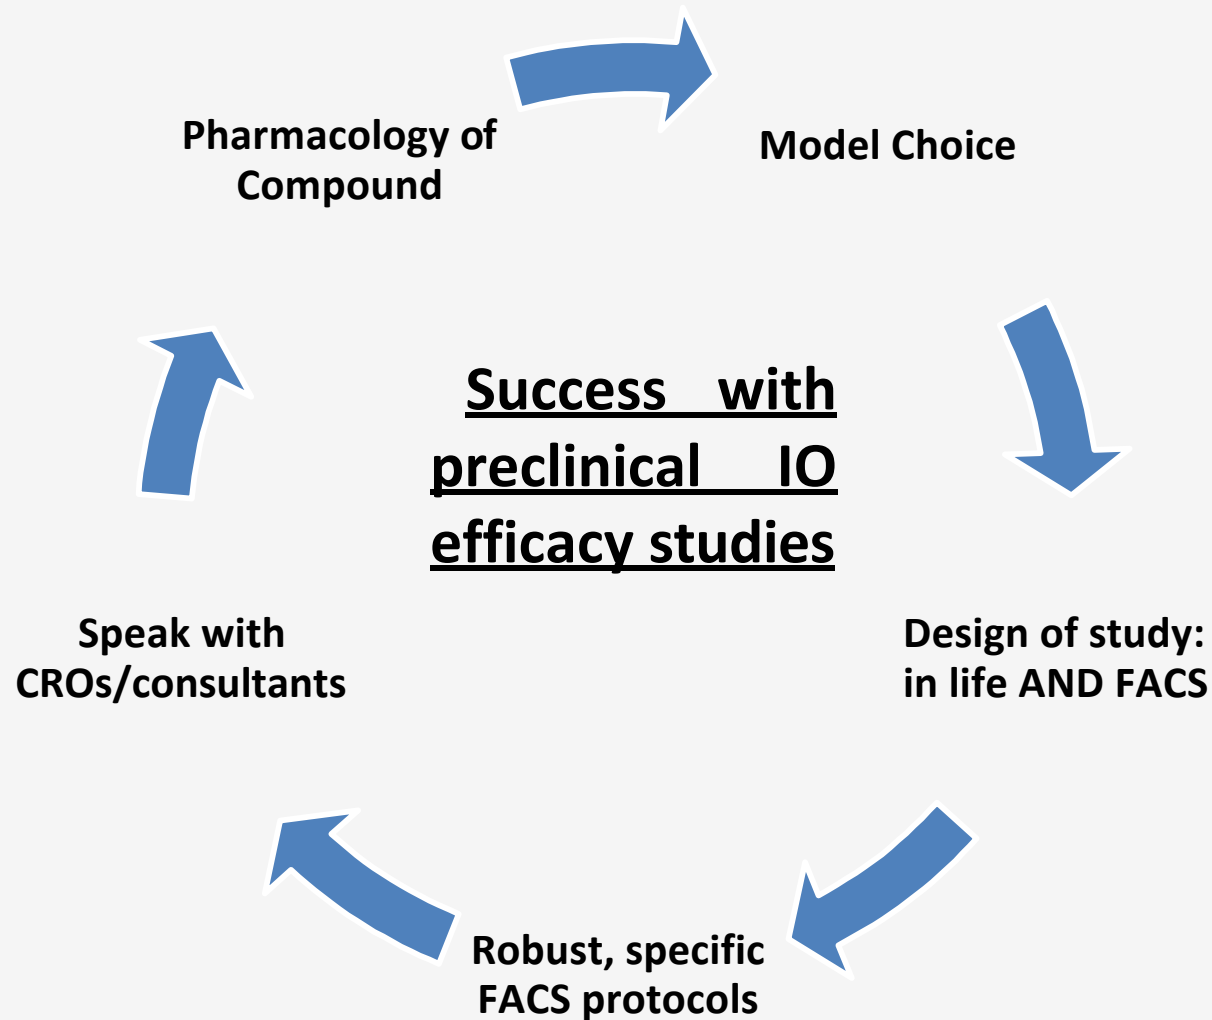 Pharmacology of
Compound
Model Choice
Success with
preclinical IO
efficacy studies
Speak with
CROs/consultants
Design of study:
in life AND FACS
Robust, specific
FACS protocols